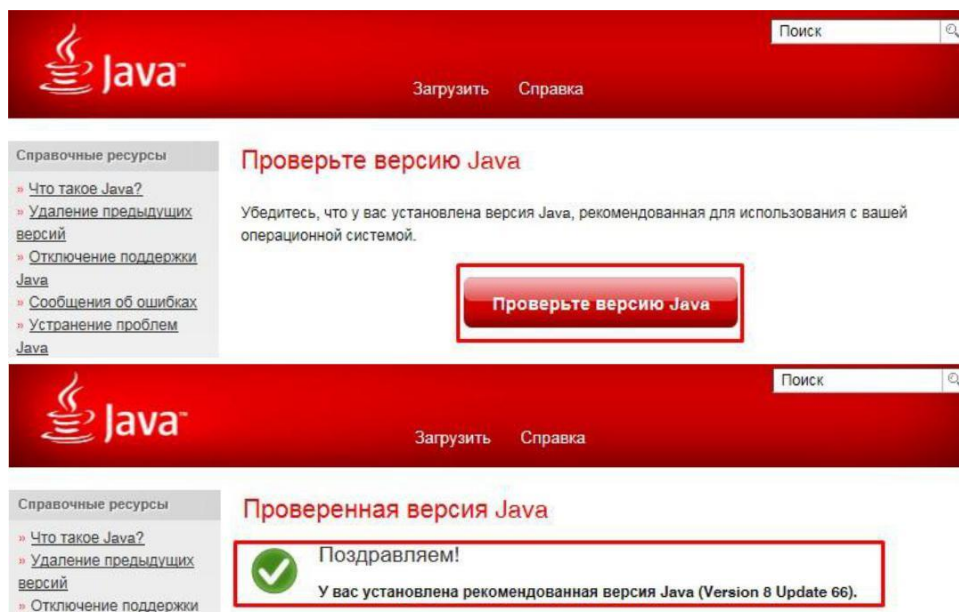 Поиск
Java™
Загрузить Справка
Справочные ресурсы
» Что такое Java?
» Удаление предыдущих
версий
» Отключение поддержки
Java
» Сообщения об ошибках
» Устранение проблем
Java
Проверьте версию Java
Убедитесь, что у вас установлена версия Java, рекомендованная для использования с вашей
операционной системой.
Проверьте версию Java
Поиск
Java™
Загрузить Справка
Справочные ресурсы
» Что такое Java?
» Удаление предыдущих
версий
» Отключение поддержки
Проверенная версия Java
Поздравляем!
У вас установлена рекомендованная версия Java (Version 8 Update 66).